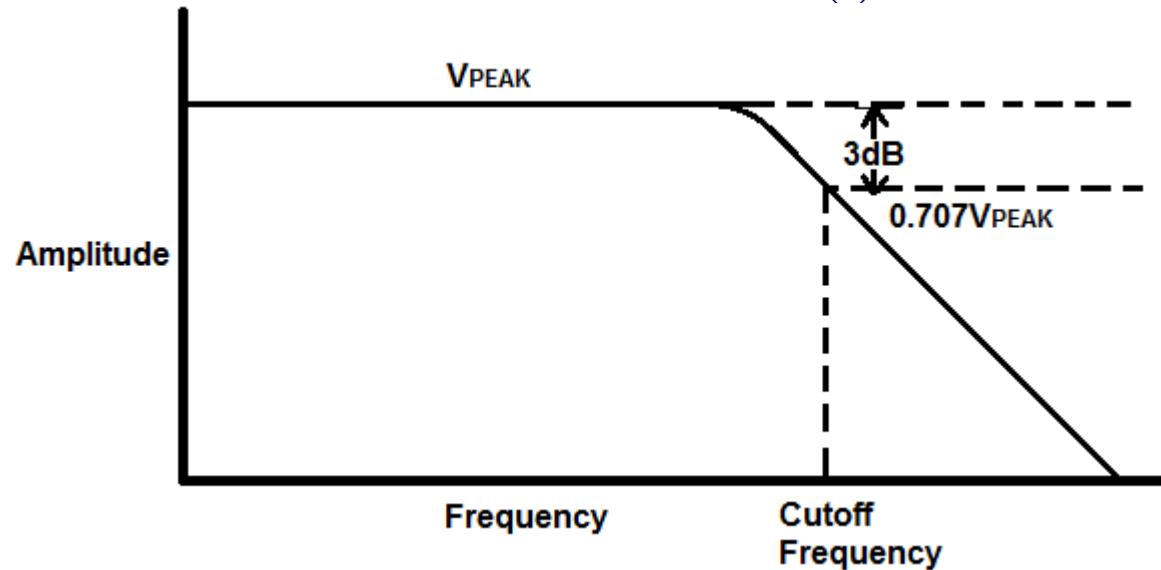 VPEAK
3dB
0.707VPEAK
Amplitude
Frequency
Cutoff
Frequency